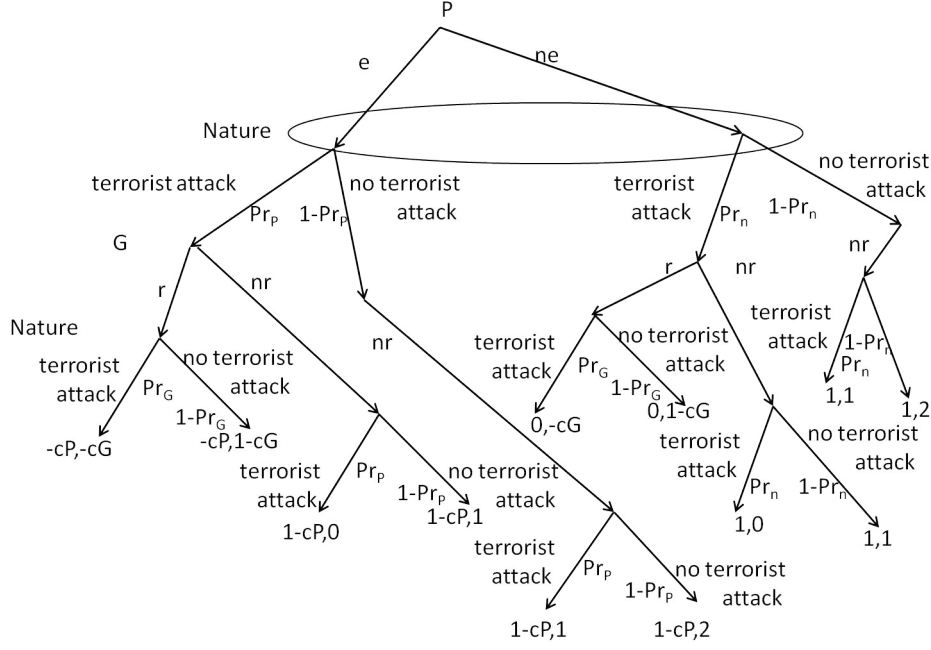 P
e
ne
Nature
terrorist attack
no terrorist
attack
terrorist
attack
no terrorist
attack
Pr_P
1-Pr_P
Pr_n
1-Pr_n
G
r
nr
r
nr
nr
Nature
nr
terrorist
attack
no terrorist
attack
Pr_G
1-Pr_G
-cP,-cG
-cP,1-cG
terrorist
attack
no terrorist
attack
Pr_G
1-Pr_G
0,-cG
0,1-cG
terrorist
attack
1-Pr_n
Pr_n
1,1
1,2
terrorist
attack
Pr_P
1-Pr_P
no terrorist
attack
1-cP,0
1-cP,1
terrorist
attack
no terrorist
attack
Pr_n
1-Pr_n
1,0
1,1
terrorist
attack
Pr_P
1-Pr_P
no terrorist
attack
1-cP,1
1-cP,2